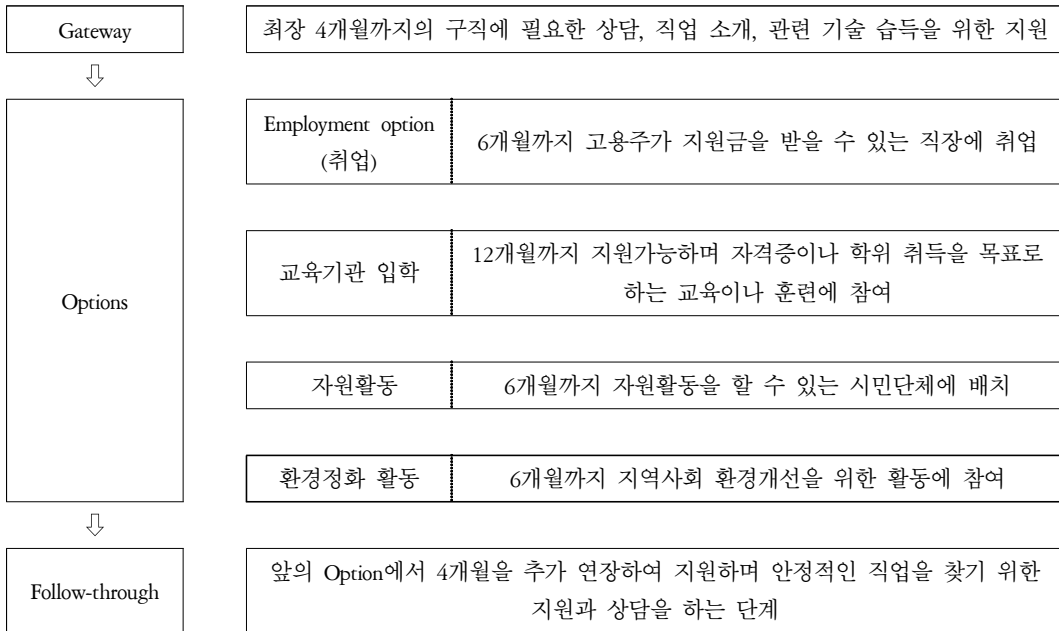 Gateway
최장 4개월까지의 구직에 필요한 상담, 직업 소개, 관련 기술 습득을 위한 지원
⇩
Options
Employment option
(취업)
6개월까지 고용주가 지원금을 받을 수 있는 직장에 취업
교육기관 입학
12개월까지 지원가능하며 자격증이나 학위 취득을 목표로
하는 교육이나 훈련에 참여
자원활동
6개월까지 자원활동을 할 수 있는 시민단체에 배치
환경정화 활동
6개월까지 지역사회 환경개선을 위한 활동에 참여
⇩
Follow-through
앞의 Option에서 4개월을 추가 연장하여 지원하며 안정적인 직업을 찾기 위한
지원과 상담을 하는 단계